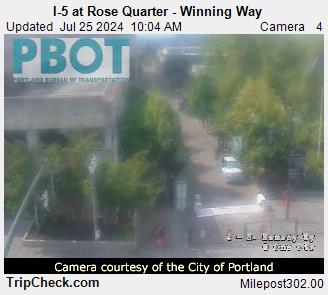 I-5 at Rose Quarter - Winning Way
Updated Jul 25 2024 10:04 AM Camera 4
PBOT
PORTLAND BUREAU OF TRANSPORTATION
Camera courtesy of the City of Portland
TripCheck.com Milepost302.00